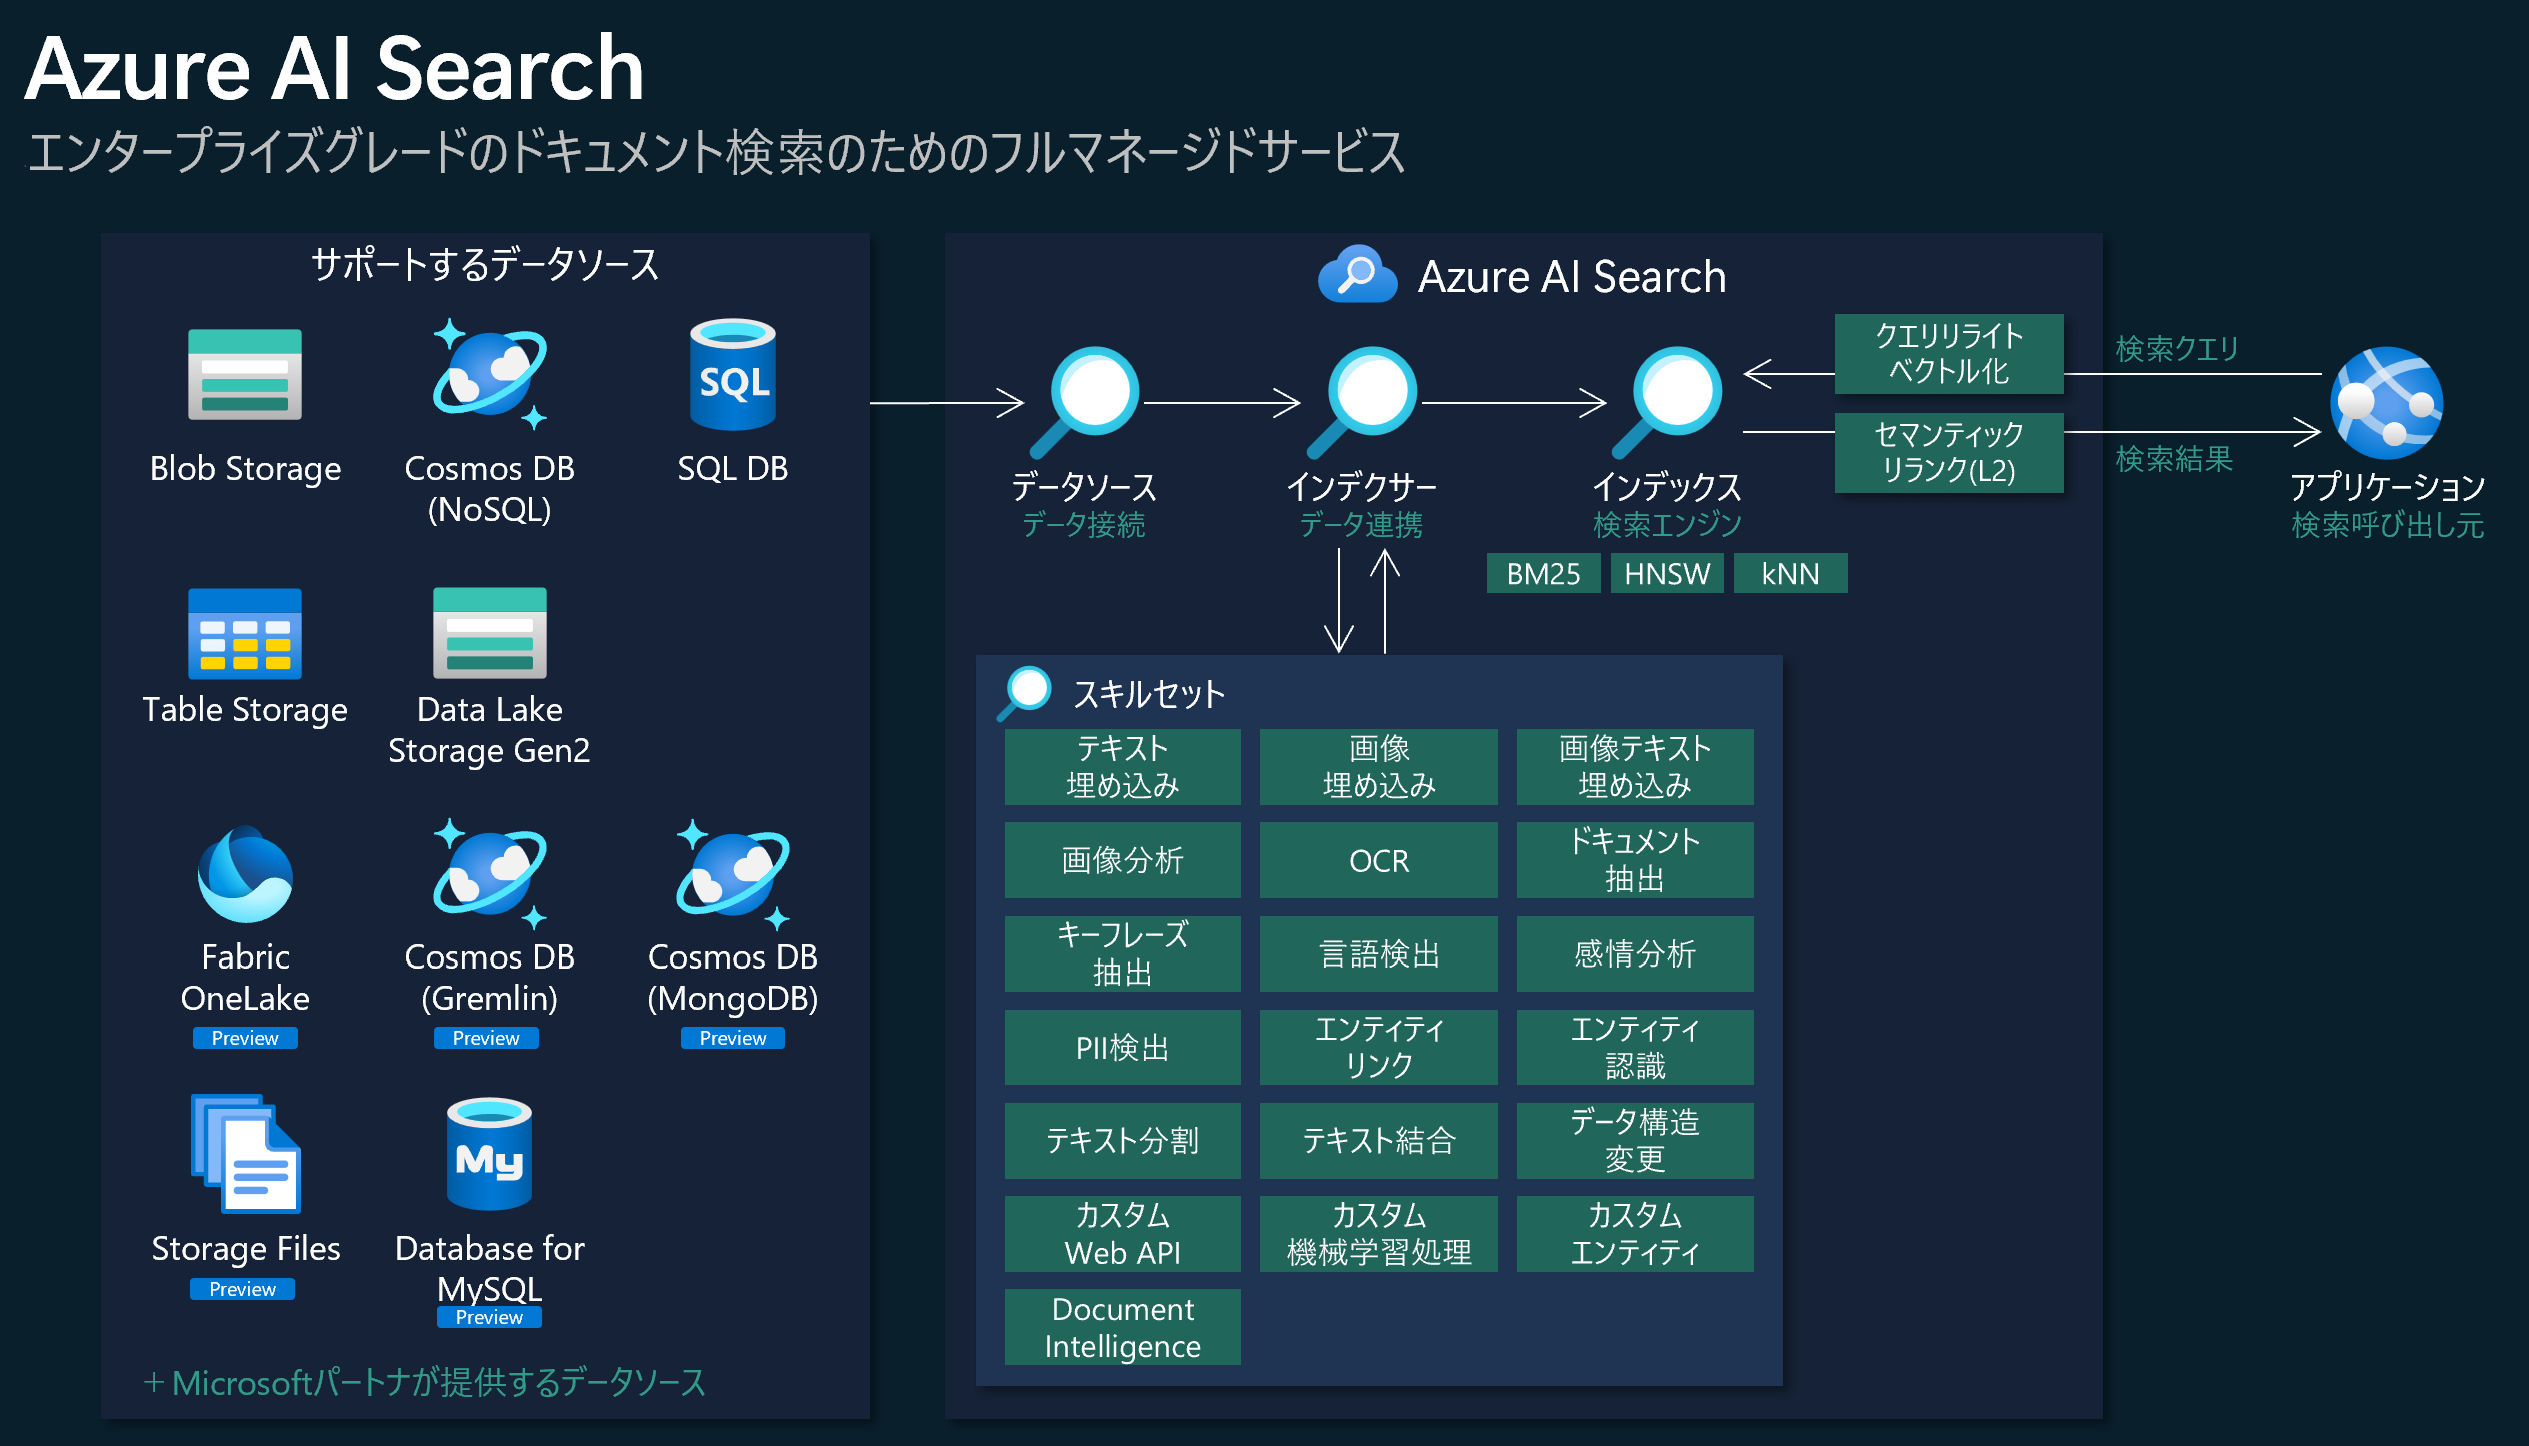 Azure AI Search
エンタープライズグレードのドキュメント検索のためのフルマネージドサービス
サポートするデータソース
Blob Storage
Cosmos DB
(NoSQL)
SQL
SQL DB
Table Storage
Data Lake
Storage Gen2
Fabric
OneLake
Preview
Cosmos DB
(Gremlin)
Preview
Cosmos DB
(MongoDB)
Preview
Storage Files
Preview
My
Database for
MySQL
Preview
＋Microsoftパートナが提供するデータソース
Azure AI Search
データソース
データ接続
インデクサー
データ連携
インデックス
検索エンジン
BM25
HNSW
kNN
クエリリライト
ベクトル化
検索クエリ
セマンティック
リランク(L2)
検索結果
アプリケーション
検索呼び出し元
スキルセット
テキスト
埋め込み
画像
埋め込み
画像テキスト
埋め込み
画像分析
OCR
ドキュメント
抽出
キーフレーズ
抽出
言語検出
感情分析
PII検出
エンティティ
リンク
エンティティ
認識
テキスト分割
テキスト結合
データ構造
変更
カスタム
Web API
カスタム
機械学習処理
カスタム
エンティティ
Document
Intelligence